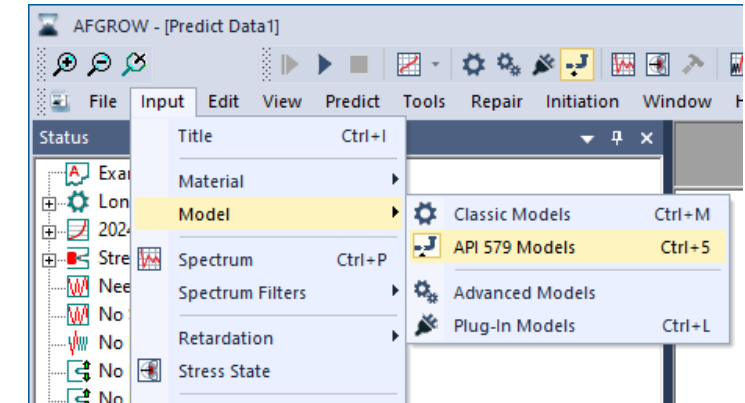 AFGROW - [Predict Data1]
File Input Edit View Predict Tools Repair Initiation Window
Status
Title Ctrl+I
Material
Model
Spectrum Ctrl+P
Spectrum Filters
Retardation
Stress State
Classic Models Ctrl+M
API 579 Models Ctrl+5
Advanced Models
Plug-In Models Ctrl+L
Exa
Lon
202
Stre
Nee
No
No
No
No